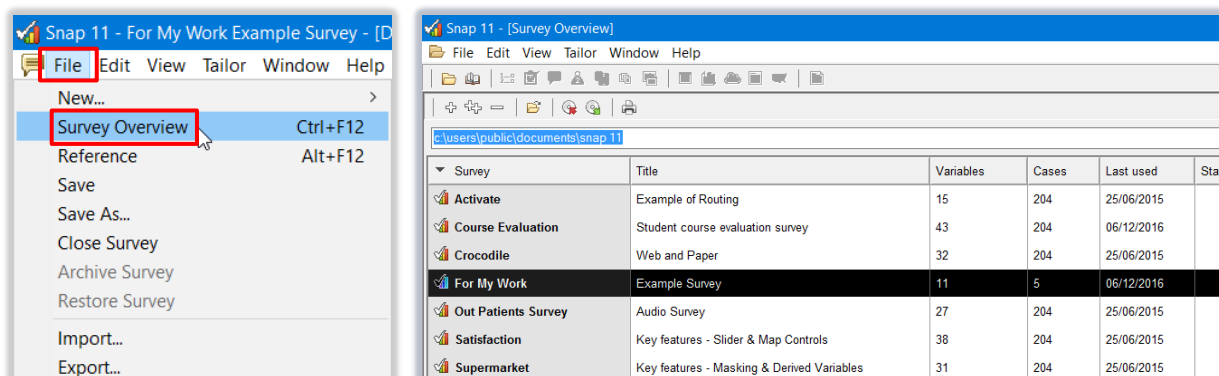 Snap 11 - For My Work Example Survey - [D
File Edit View Tailor Window Help
New...
Survey Overview Ctrl+F12
Reference Alt+F12
Save
Save As...
Close Survey
Archive Survey
Restore Survey
Import...
Export...
Snap 11 - [Survey Overview]
File Edit View Tailor Window Help
c:\users\public\documents\snap 11
Survey Title Variables Cases Last used Sta
Activate Example of Routing 15 204 25/06/2015
Course Evaluation Student course evaluation survey 43 204 06/12/2016
Crocodile Web and Paper 32 204 25/06/2015
For My Work Example Survey 11 5 06/12/2016
Out Patients Survey Audio Survey 27 204 25/06/2015
Satisfaction Key features - Slider & Map Controls 38 204 25/06/2015
Supermarket Key features - Masking & Derived Variables 31 204 25/06/2015